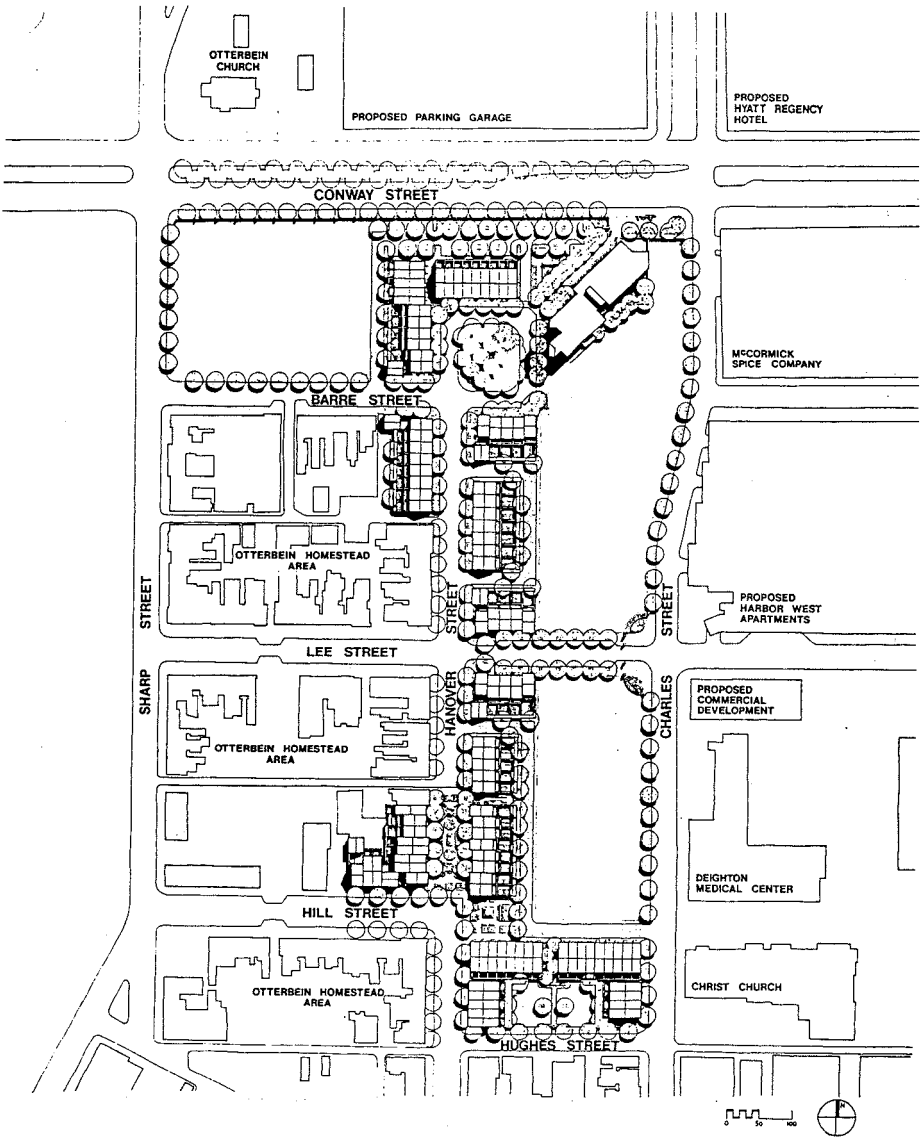 OTTERBEIN
CHURCH
PROPOSED PARKING GARAGE
PROPOSED
HYATT REGENCY
HOTEL
CONWAY STREET
McCORMICK
SPICE COMPANY
BARRE STREET
OTTERBEIN HOMESTEAD
AREA
STREET
STREET
STREET
PROPOSED
HARBOR WEST
APARTMENTS
LEE STREET
SHARP
HANOVER
CHARLES
PROPOSED
COMMERCIAL
DEVELOPMENT
OTTERBEIN HOMESTEAD
AREA
DEIGHTON
MEDICAL CENTER
HILL STREET
OTTERBEIN HOMESTEAD
AREA
CHRIST CHURCH
HUGHES STREET
N
0 50 100